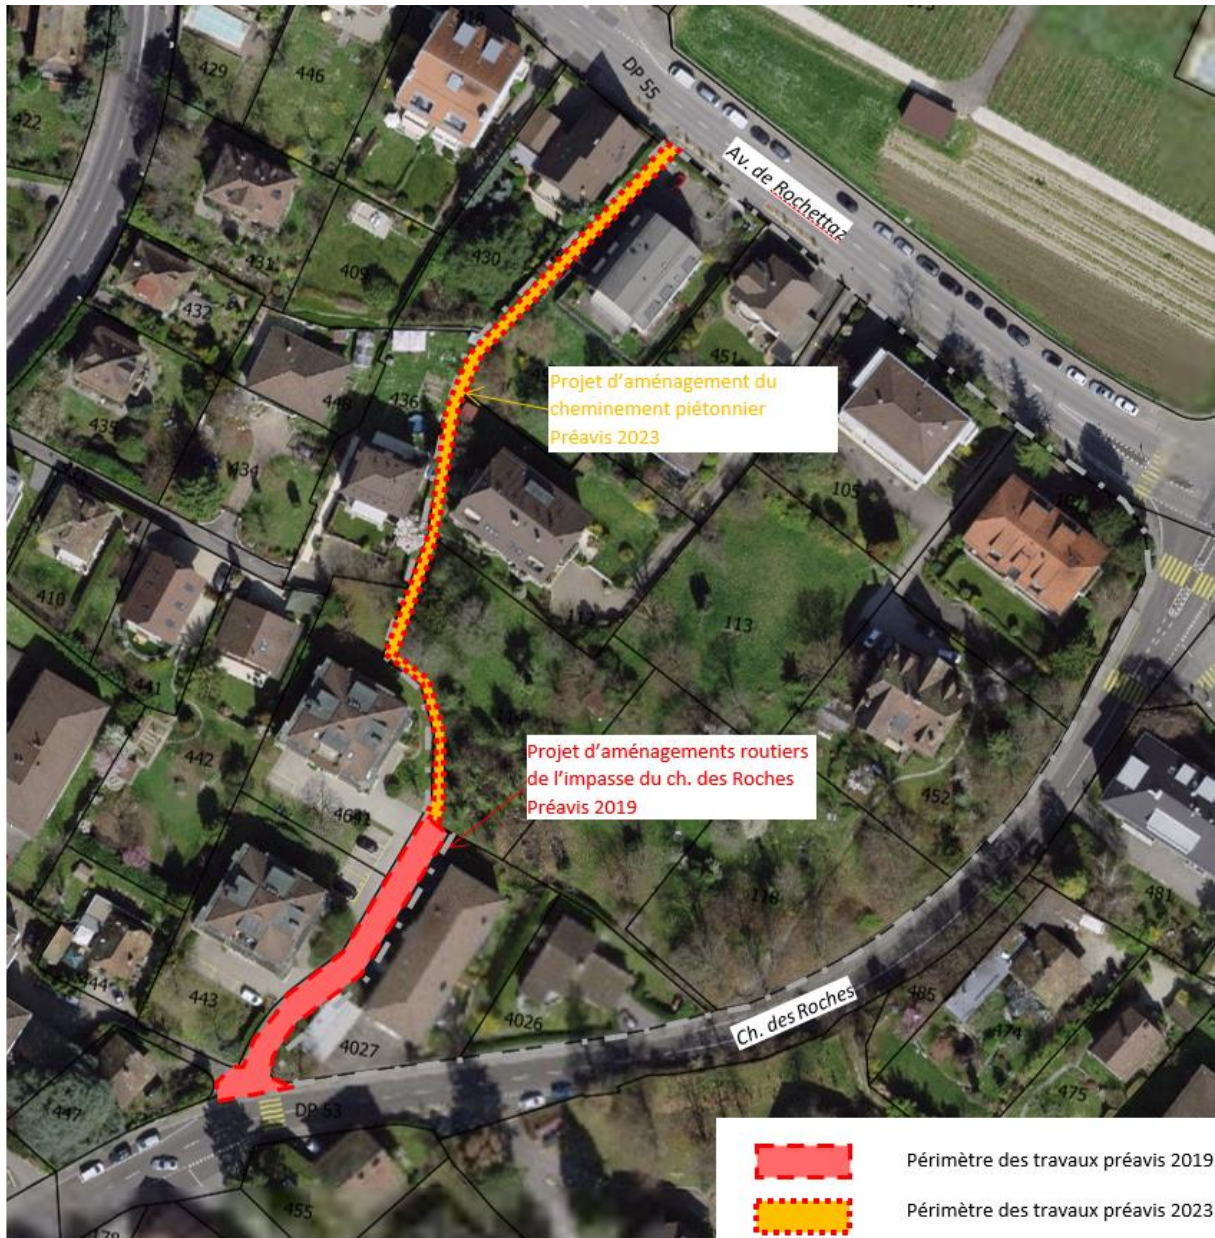 429
446
DP 55
422
Av. de Rochettaz
430
431
409
432
451
Projet d'aménagement du
cheminement piétonnier
Préavis 2023
436
448
435
434
105
410
112
113
441
442
Projet d'aménagements routiers
de l'impasse du ch. des Roches
Préavis 2019
452
4641
118
481
444
443
485
Ch. des Roches
4026
474
4027
475
447
DP 53
455
178
Périmètre des travaux préavis 2019
Périmètre des travaux préavis 2023